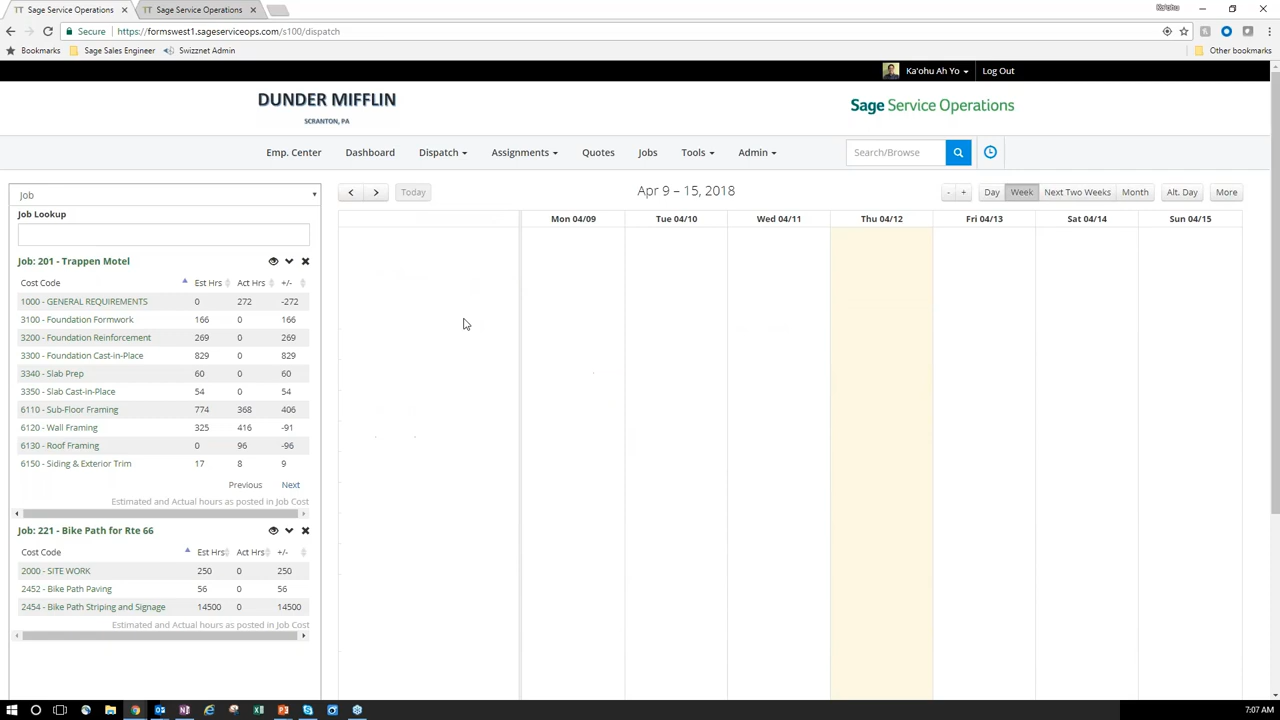 Sage Service Operations
Sage Service Operations
Ka'ohu
Secure
https://formswest1.sageserviceops.com/s100/dispatch
Bookmarks
Sage Sales Engineer
Swizznet Admin
Other bookmarks
Ka'ohu Ah Yo
Log Out
DUNDER MIFFLIN
SCRANTON, PA
Sage Service Operations
Emp. Center
Dashboard
Dispatch
Assignments
Quotes
Jobs
Tools
Admin
Search/Browse
Job
Today
Apr 9 – 15, 2018
- + Day Week Next Two Weeks Month Alt. Day More
Job Lookup
Mon 04/09 Tue 04/10 Wed 04/11 Thu 04/12 Fri 04/13 Sat 04/14 Sun 04/15
Job: 201 - Trappen Motel
Cost Code Est Hrs Act Hrs +/-
1000 - GENERAL REQUIREMENTS 0 272 -272
3100 - Foundation Formwork 166 0 166
3200 - Foundation Reinforcement 269 0 269
3300 - Foundation Cast-in-Place 829 0 829
3340 - Slab Prep 60 0 60
3350 - Slab Cast-in-Place 54 0 54
6110 - Sub-Floor Framing 774 368 406
6120 - Wall Framing 325 416 -91
6130 - Roof Framing 0 96 -96
6150 - Siding & Exterior Trim 17 8 9
Previous Next
Estimated and Actual hours as posted in Job Cost
Job: 221 - Bike Path for Rte 66
Cost Code Est Hrs Act Hrs +/-
2000 - SITE WORK 250 0 250
2452 - Bike Path Paving 56 0 56
2454 - Bike Path Striping and Signage 14500 0 14500
Estimated and Actual hours as posted in Job Cost
7:07 AM